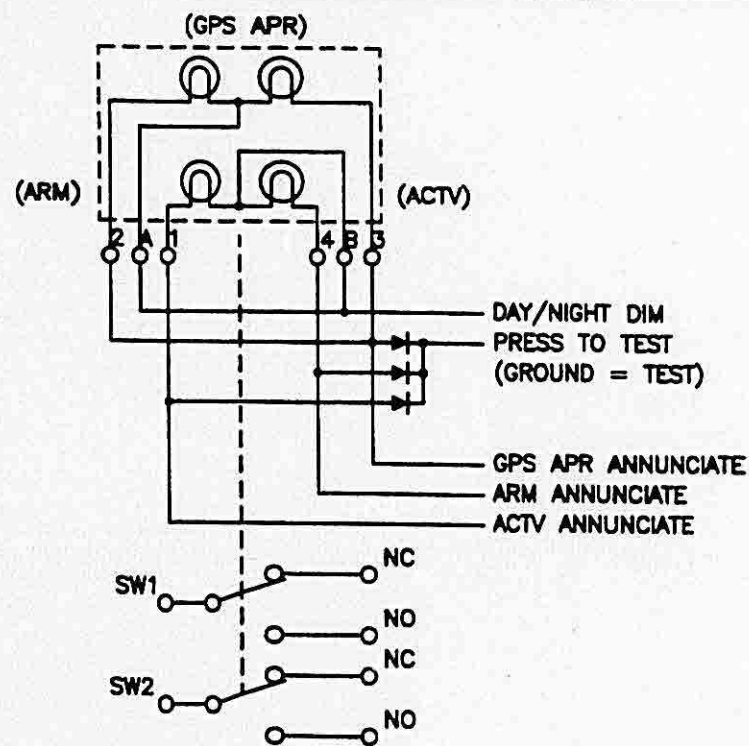 (GPS APR)
(ARM)
(ACTV)
2 A 1 4 B 3
DAY/NIGHT DIM
PRESS TO TEST
(GROUND = TEST)
GPS APR ANNUNCIATE
ARM ANNUNCIATE
ACTV ANNUNCIATE
NC
SW1
NO
NC
SW2
NO